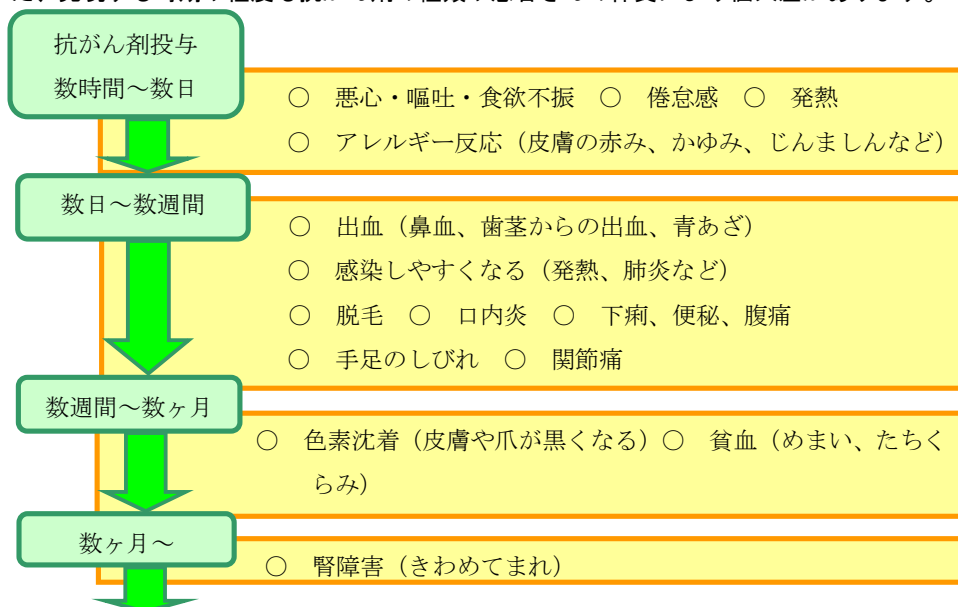 抗がん剤投与
数時間～数日
○ 悪心・嘔吐・食欲不振 ○ 倦怠感 ○ 発熱
○ アレルギー反応（皮膚の赤み、かゆみ、じんましんなど）
数日～数週間
○ 出血（鼻血、歯茎からの出血、青あざ）
○ 感染しやすくなる（発熱、肺炎など）
○ 脱毛 ○ 口内炎 ○ 下痢、便秘、腹痛
○ 手足のしびれ ○ 関節痛
数週間～数ヶ月
○ 色素沈着（皮膚や爪が黒くなる）○ 貧血（めまい、たちく
らみ）
数ヶ月～
○ 腎障害（きわめてまれ）